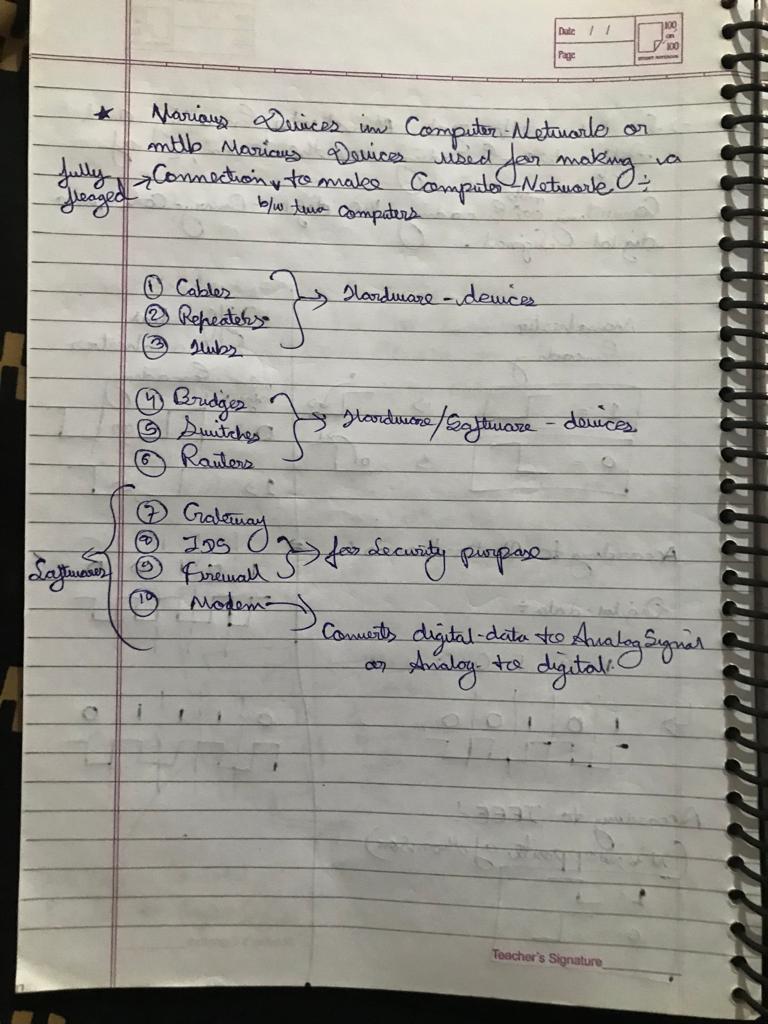 Date / /
Page
100
on
100
★ Various Devices in Computer-Network or
mtlb Various Devices used for making a
fully fleaged → Connection to make Computer-Network :-
b/w two computers
① Cables
② Repeaters
③ Hubs
→ Hardware - devices
④ Bridges
⑤ Switches
⑥ Routers
→ Hardware/Software - devices
Softwares
⑦ Gateway
⑧ IDS
⑨ Firewall
→ for Security purpose
⑩ Modem
Converts digital-data to Analog Signal
or Analog- to digital.
Teacher's Signature